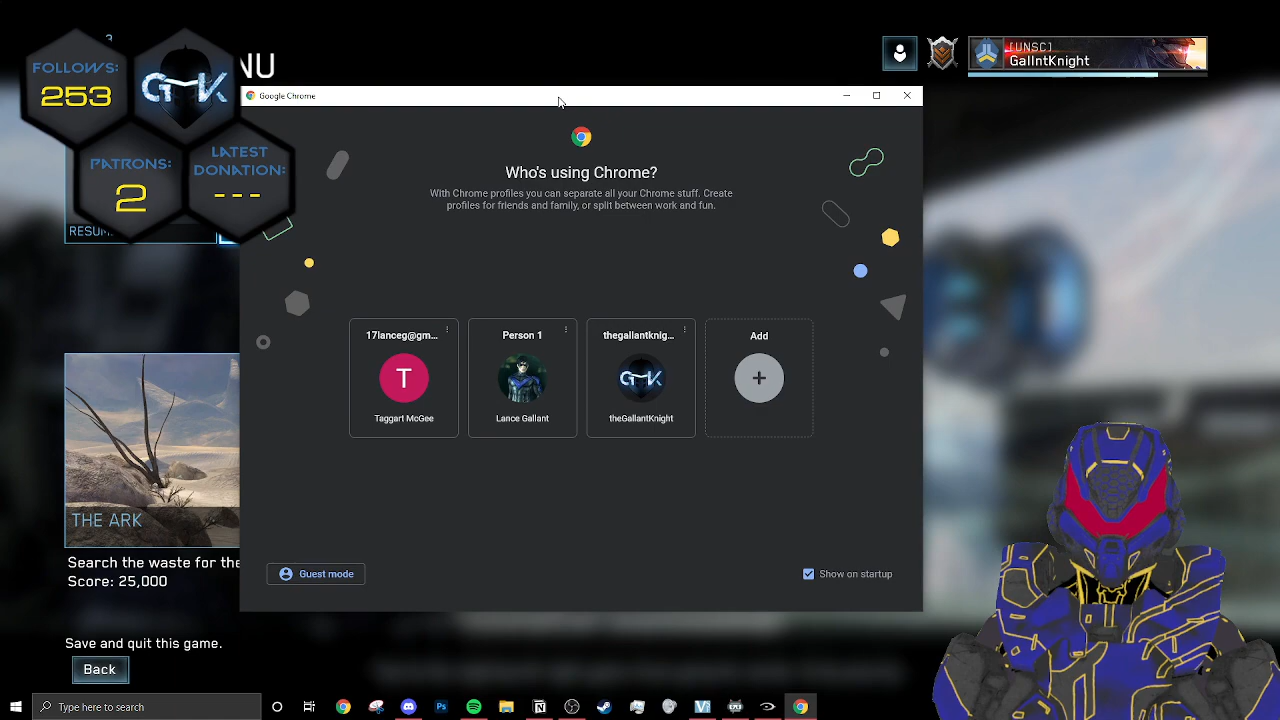 FOLLOWS:
253
GTK
PATRONS:
2
LATEST
DONATION:
---
NU
[UNSC]
GallntKnight
Google Chrome
Who's using Chrome?
With Chrome profiles you can separate all your Chrome stuff. Create
profiles for friends and family, or split between work and fun.
17lanceg@gm...
T
Taggart McGee
Person 1
Lance Gallant
thegallantknig...
GTK
theGallantKnight
Add
Guest mode
Show on startup
RESUM
THE ARK
Search the waste for the
Score: 25,000
Save and quit this game.
Back
Type here to search